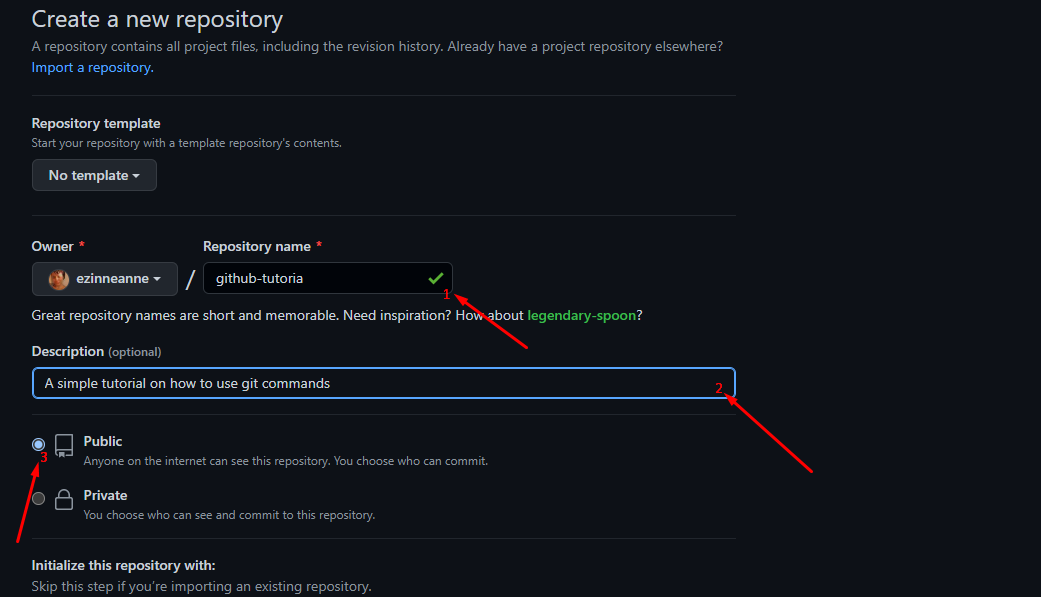 Create a new repository
A repository contains all project files, including the revision history. Already have a project repository elsewhere?
Import a repository.
Repository template
Start your repository with a template repository's contents.
No template
Owner * Repository name *
ezinneanne / github-tutoria
1
Great repository names are short and memorable. Need inspiration? How about legendary-spoon?
Description (optional)
A simple tutorial on how to use git commands
2
Public
3
Anyone on the internet can see this repository. You choose who can commit.
Private
You choose who can see and commit to this repository.
Initialize this repository with:
Skip this step if you're importing an existing repository.